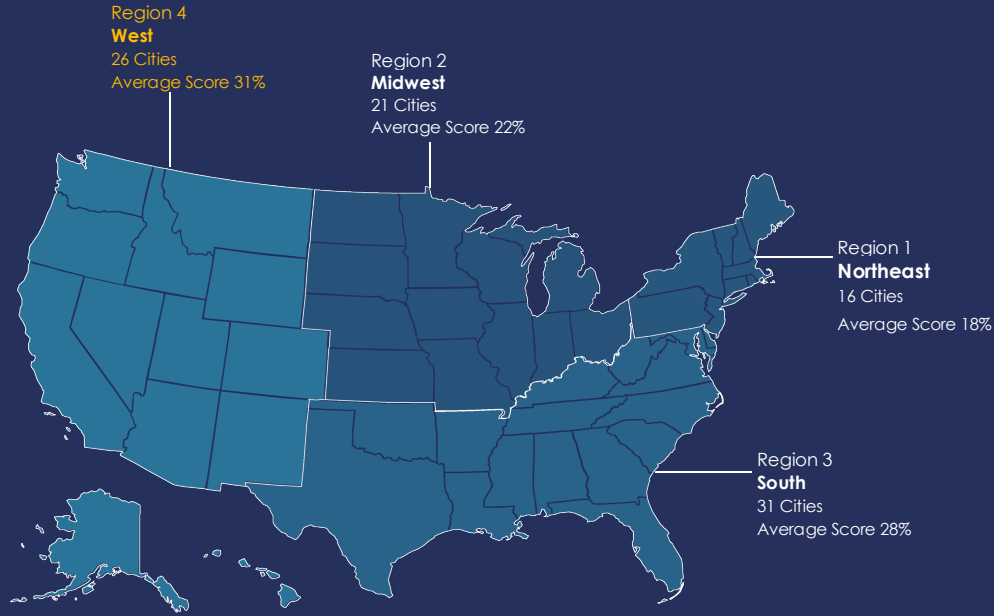 Region 4
West
26 Cities
Average Score 31%
Region 2
Midwest
21 Cities
Average Score 22%
Region 1
Northeast
16 Cities
Average Score 18%
Region 3
South
31 Cities
Average Score 28%